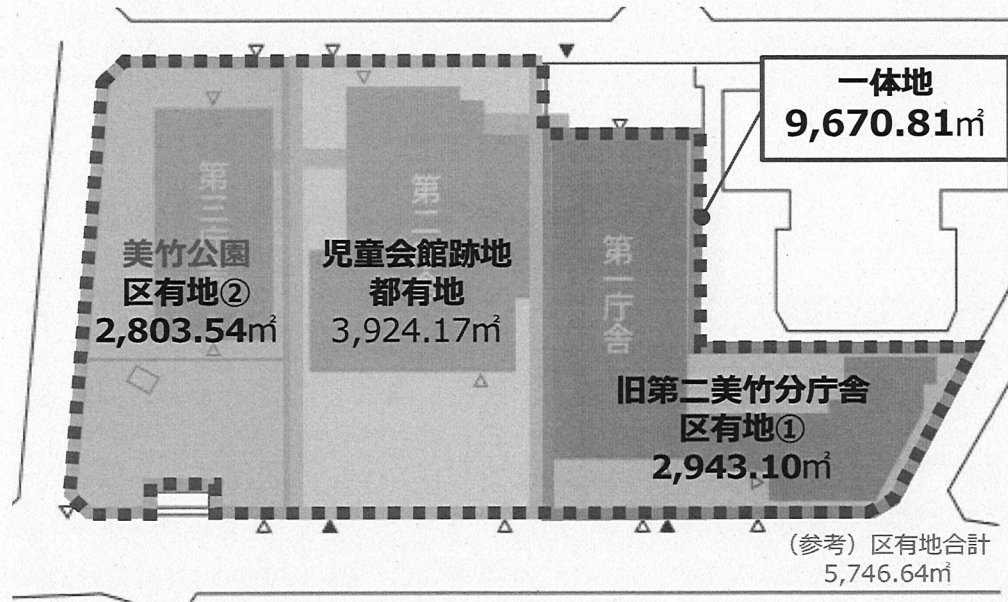 一体地
9,670.81㎡
第三庁舎
第二庁舎
第一庁舎
美竹公園
区有地②
2,803.54㎡
児童会館跡地
都有地
3,924.17㎡
旧第二美竹分庁舎
区有地①
2,943.10㎡
（参考）区有地合計
5,746.64㎡